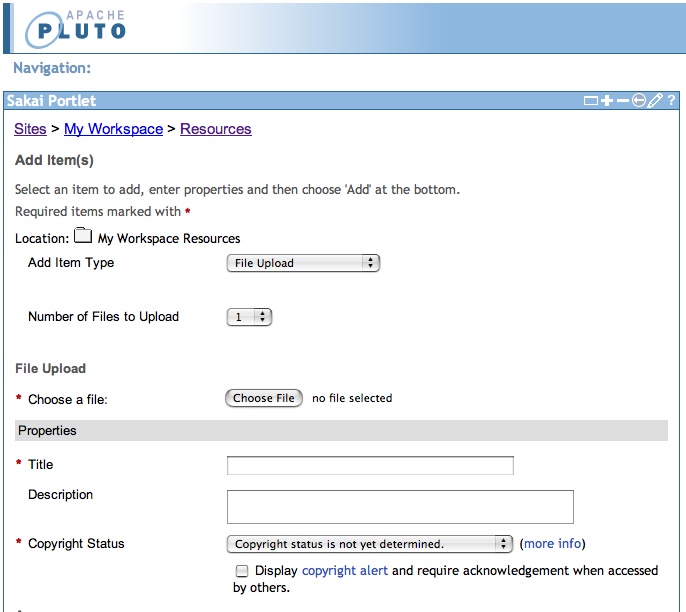 APACHE
PLUTO
Navigation:
Sakai Portlet
?
Sites > My Workspace > Resources
Add Item(s)
Select an item to add, enter properties and then choose 'Add' at the bottom.
Required items marked with *
Location: My Workspace Resources
Add Item Type File Upload
Number of Files to Upload 1
File Upload
* Choose a file: Choose File no file selected
Properties
* Title
Description
* Copyright Status Copyright status is not yet determined. (more info)
Display copyright alert and require acknowledgement when accessed
by others.